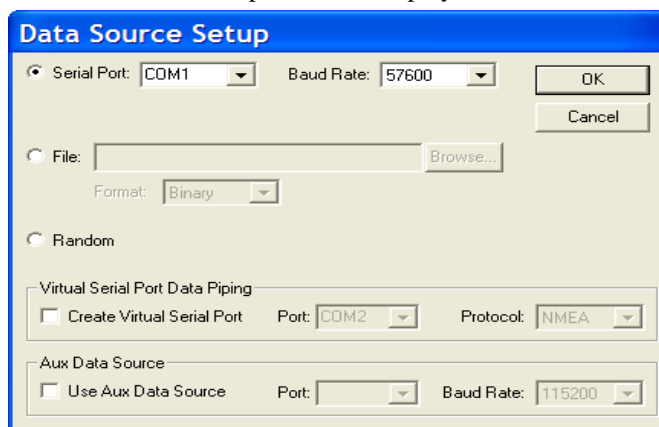 Data Source Setup
Serial Port: COM1 Baud Rate: 57600 OK
Cancel
File: Browse...
Format: Binary
Random
Virtual Serial Port Data Piping
Create Virtual Serial Port Port: COM2 Protocol: NMEA
Aux Data Source
Use Aux Data Source Port: Baud Rate: 115200